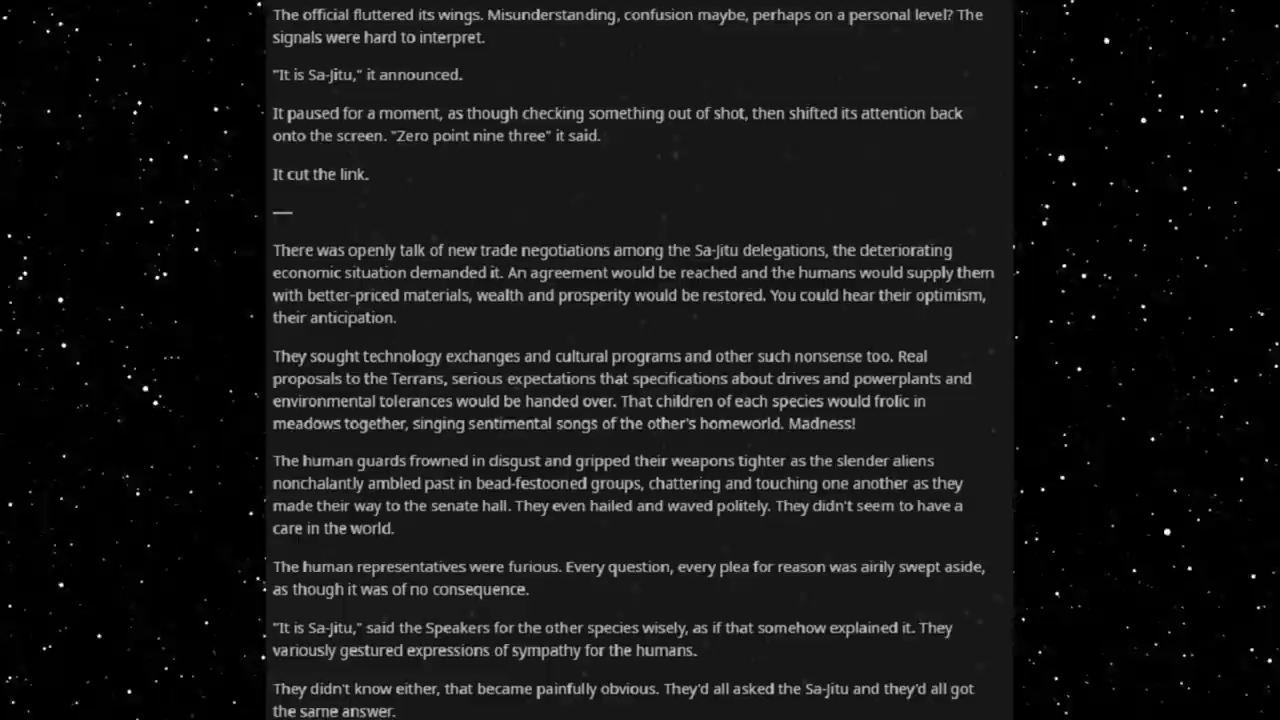 The official fluttered its wings. Misunderstanding, confusion maybe, perhaps on a personal level? The
signals were hard to interpret.
"It is Sa-Jitu," it announced.
It paused for a moment, as though checking something out of shot, then shifted its attention back
onto the screen. "Zero point nine three" it said.
It cut the link.
—
There was openly talk of new trade negotiations among the Sa-Jitu delegations, the deteriorating
economic situation demanded it. An agreement would be reached and the humans would supply them
with better-priced materials, wealth and prosperity would be restored. You could hear their optimism,
their anticipation.
They sought technology exchanges and cultural programs and other such nonsense too. Real
proposals to the Terrans, serious expectations that specifications about drives and powerplants and
environmental tolerances would be handed over. That children of each species would frolic in
meadows together, singing sentimental songs of the other's homeworld. Madness!
The human guards frowned in disgust and gripped their weapons tighter as the slender aliens
nonchalantly ambled past in bead-festooned groups, chattering and touching one another as they
made their way to the senate hall. They even hailed and waved politely. They didn't seem to have a
care in the world.
The human representatives were furious. Every question, every plea for reason was airily swept aside,
as though it was of no consequence.
"It is Sa-Jitu," said the Speakers for the other species wisely, as if that somehow explained it. They
variously gestured expressions of sympathy for the humans.
They didn't know either, that became painfully obvious. They'd all asked the Sa-Jitu and they'd all got
the same answer.